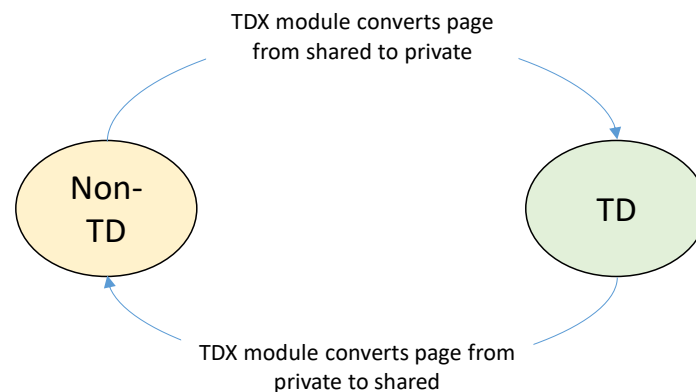 TDX module converts page
from shared to private
Non-
TD
TD
TDX module converts page from
private to shared